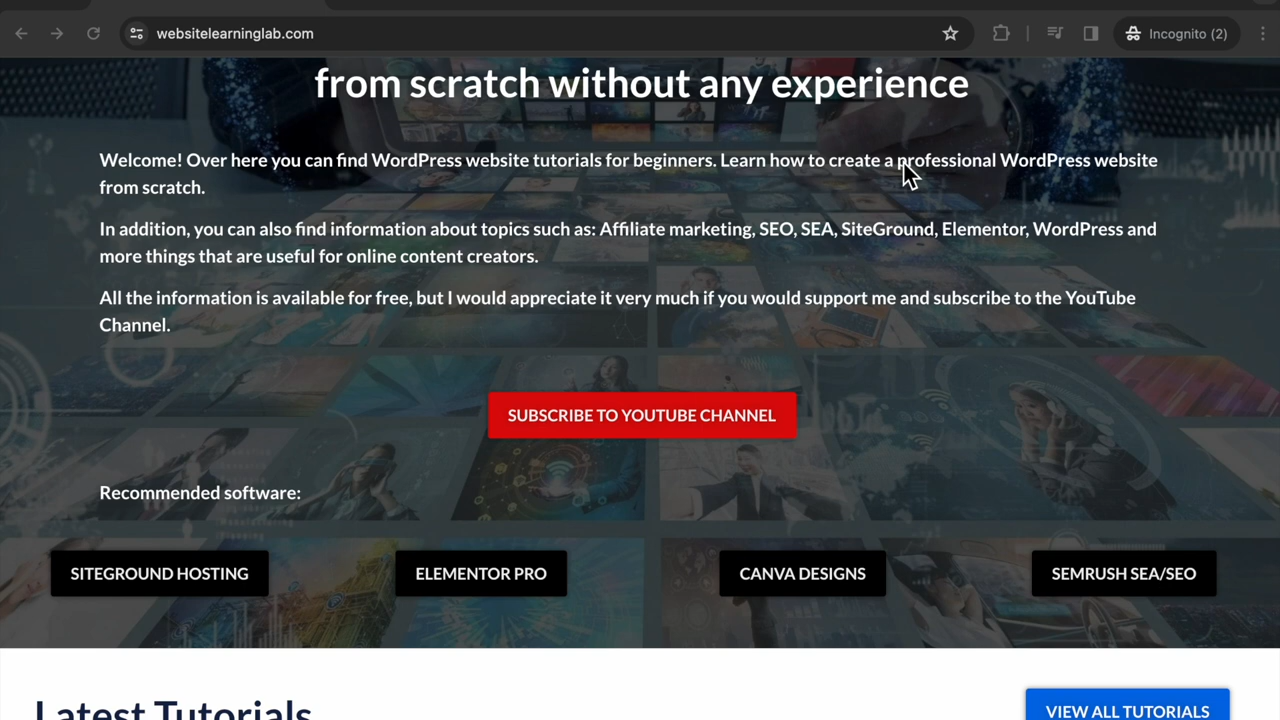 websitelearninglab.com
Incognito (2)
from scratch without any experience
Welcome! Over here you can find WordPress website tutorials for beginners. Learn how to create a professional WordPress website
from scratch.
In addition, you can also find information about topics such as: Affiliate marketing, SEO, SEA, SiteGround, Elementor, WordPress and
more things that are useful for online content creators.
All the information is available for free, but I would appreciate it very much if you would support me and subscribe to the YouTube
Channel.
SUBSCRIBE TO YOUTUBE CHANNEL
Recommended software:
SITEGROUND HOSTING
ELEMENTOR PRO
CANVA DESIGNS
SEMRUSH SEA/SEO
Latest Tutorials
VIEW ALL TUTORIALS